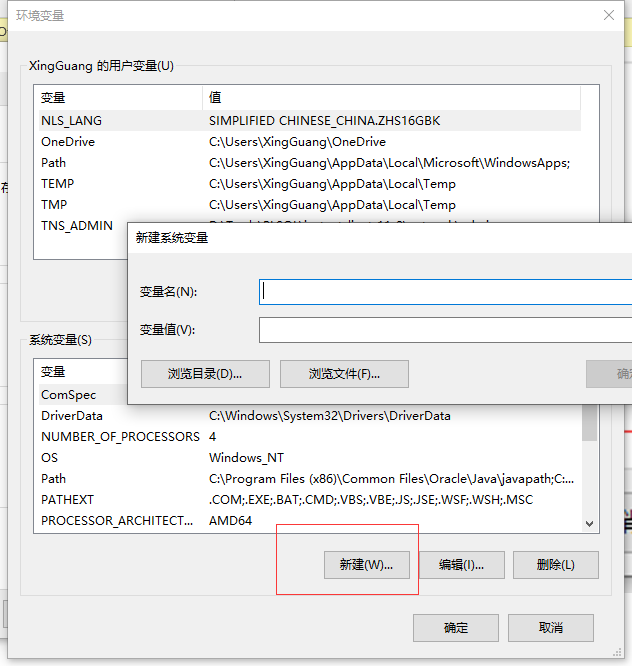 环境变量
XingGuang 的用户变量(U)
变量 值
NLS_LANG SIMPLIFIED CHINESE_CHINA.ZHS16GBK
OneDrive C:\Users\XingGuang\OneDrive
Path C:\Users\XingGuang\AppData\Local\Microsoft\WindowsApps;
TEMP C:\Users\XingGuang\AppData\Local\Temp
TMP C:\Users\XingGuang\AppData\Local\Temp
TNS_ADMIN
新建系统变量
变量名(N):
变量值(V):
浏览目录(D)... 浏览文件(F)...
系统变量(S)
变量
ComSpec
DriverData C:\Windows\System32\Drivers\DriverData
NUMBER_OF_PROCESSORS 4
OS Windows_NT
Path C:\Program Files (x86)\Common Files\Oracle\Java\javapath;C:...
PATHEXT .COM;.EXE;.BAT;.CMD;.VBS;.VBE;.JS;.JSE;.WSF;.WSH;.MSC
PROCESSOR_ARCHITECT... AMD64
新建(W)... 编辑(I)... 删除(L)
确定 取消